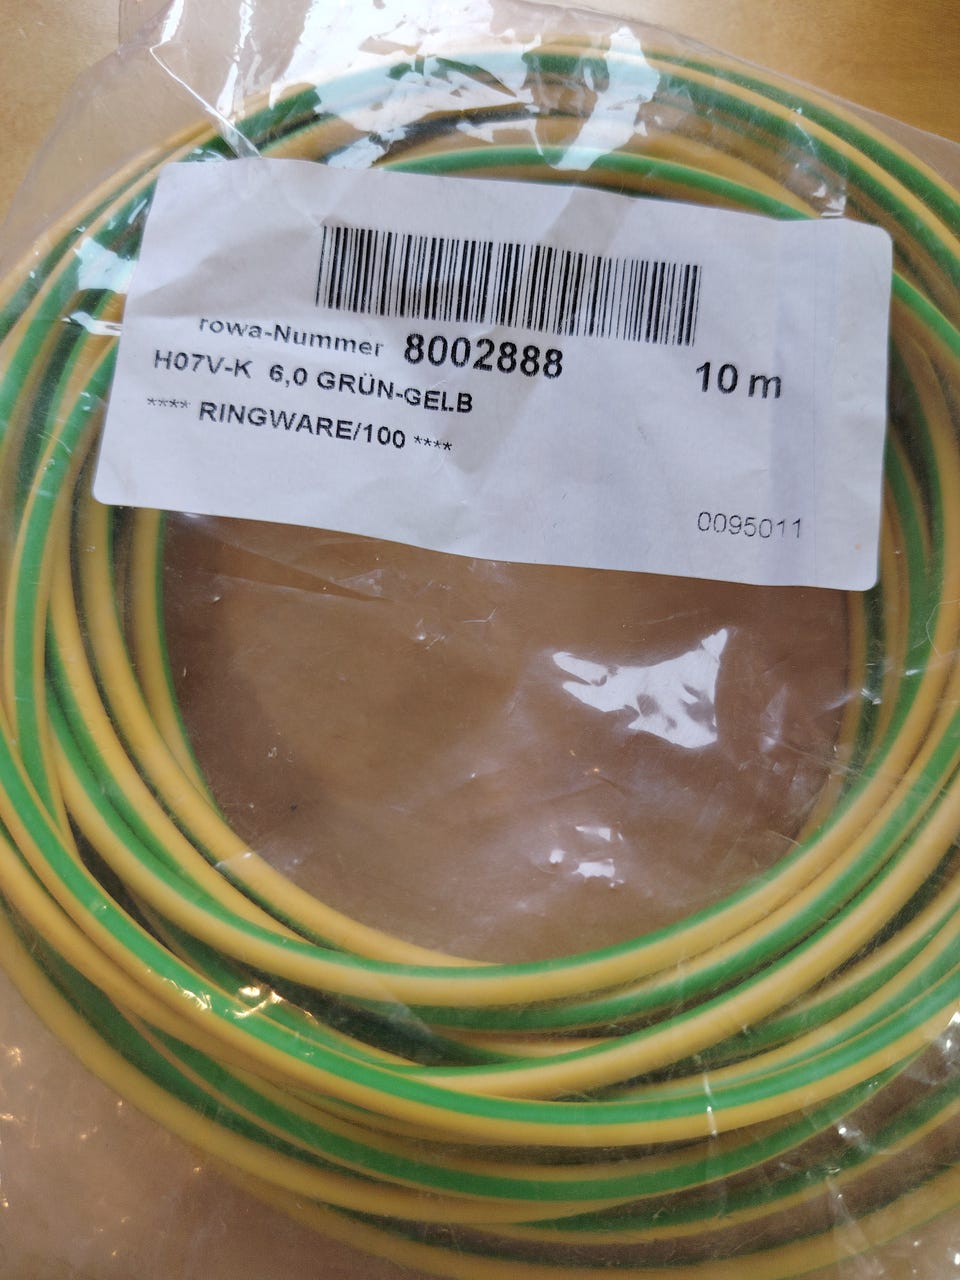 rowa-Nummer 8002888 10 m
H07V-K 6,0 GRÜN-GELB
**** RINGWARE/100 ****
0095011